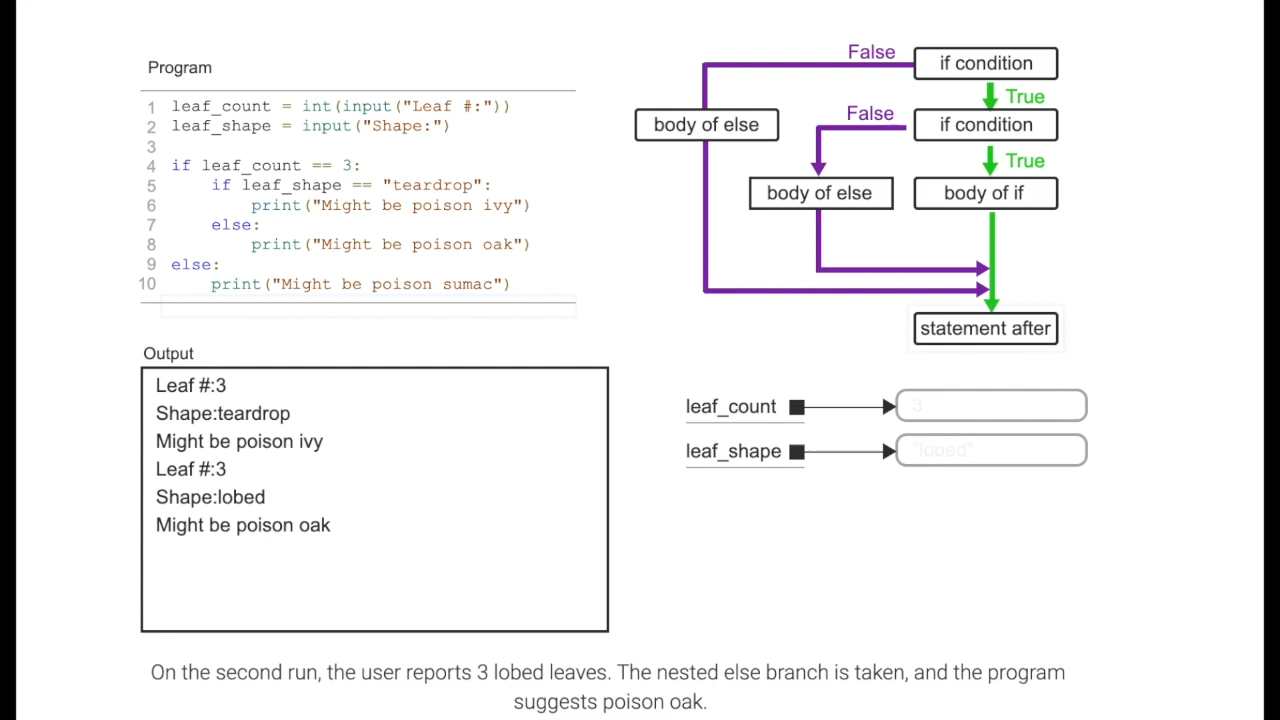 Program
1 leaf_count = int(input("Leaf #:"))
2 leaf_shape = input("Shape:")
3
4 if leaf_count == 3:
5     if leaf_shape == "teardrop":
6         print("Might be poison ivy")
7     else:
8         print("Might be poison oak")
9 else:
10     print("Might be poison sumac")
False
if condition
True
body of else
False
if condition
True
body of else
body of if
statement after
Output
Leaf #:3
Shape:teardrop
Might be poison ivy
Leaf #:3
Shape:lobed
Might be poison oak
leaf_count 3
leaf_shape "lobed"
On the second run, the user reports 3 lobed leaves. The nested else branch is taken, and the program
suggests poison oak.